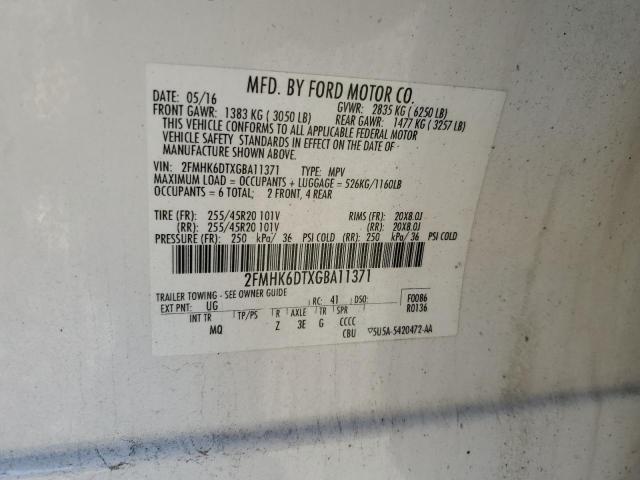 MFD. BY FORD MOTOR CO.
DATE: 05/16 GVWR: 2835 KG ( 6250 LB)
FRONT GAWR: 1383 KG ( 3050 LB) REAR GAWR: 1477 KG ( 3257 LB)
THIS VEHICLE CONFORMS TO ALL APPLICABLE FEDERAL MOTOR
VEHICLE SAFETY STANDARDS IN EFFECT ON THE DATE OF
MANUFACTURE SHOWN ABOVE.
VIN: 2FMHK6DTXGBA11371 TYPE: MPV
MAXIMUM LOAD = OCCUPANTS + LUGGAGE = 526KG/1160LB
OCCUPANTS = 6 TOTAL; 2 FRONT, 4 REAR
TIRE (FR): 255/45R20 101V RIMS (FR): 20X8.0J
(RR): 255/45R20 101V (RR): 20X8.0J
PRESSURE (FR): 250 kPa/ 36 PSI COLD (RR): 250 kPa/ 36 PSI COLD
2FMHK6DTXGBA11371
TRAILER TOWING - SEE OWNER GUIDE
EXT PNT: UG RC: 41 DSO: F0086
R0136
INT TR TP/PS R AXLE TR SPR
MQ Z 3E G CCCC
CBU 5U5A-5420472-AA